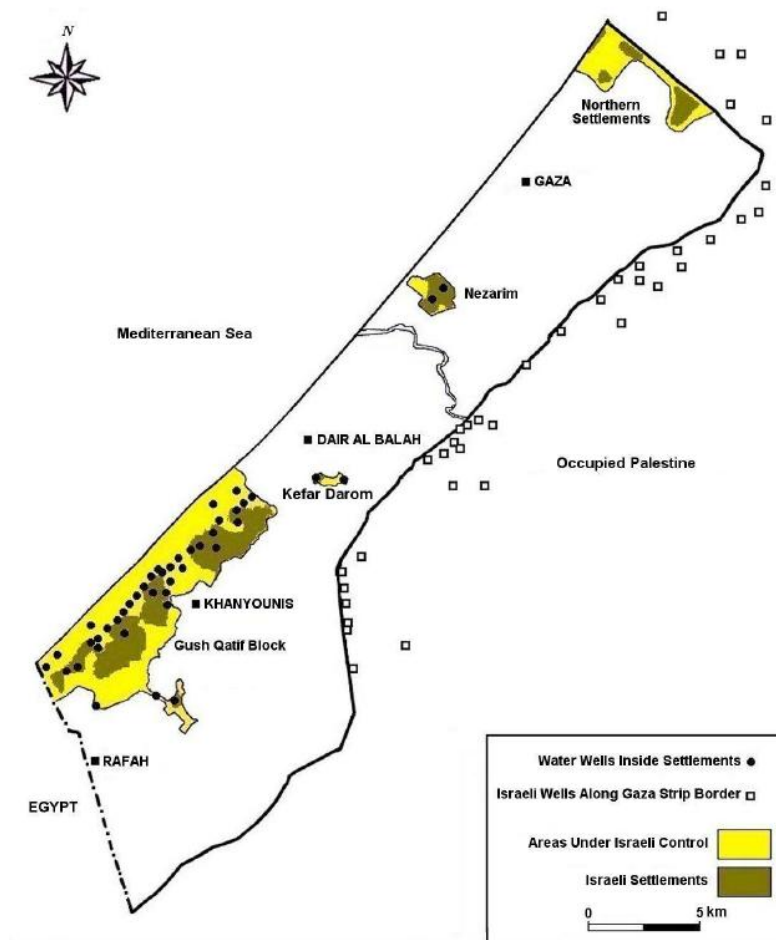 N
Northern
Settlements
GAZA
Nezarim
Mediterranean Sea
DAIR AL BALAH
Occupied Palestine
Kefar Darom
KHANYOUNIS
Gush Qatif Block
RAFAH
EGYPT
Water Wells Inside Settlements
Israeli Wells Along Gaza Strip Border
Areas Under Israeli Control
Israeli Settlements
0 5 km